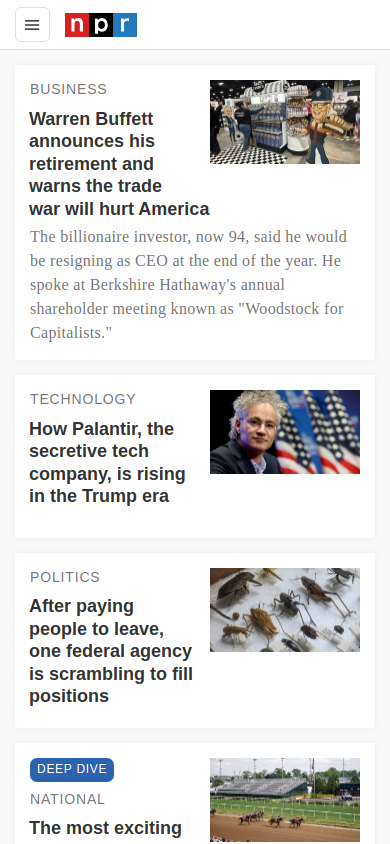 npr
BUSINESS
Warren Buffett
announces his
retirement and
warns the trade
war will hurt America
The billionaire investor, now 94, said he would
be resigning as CEO at the end of the year. He
spoke at Berkshire Hathaway's annual
shareholder meeting known as "Woodstock for
Capitalists."
TECHNOLOGY
How Palantir, the
secretive tech
company, is rising
in the Trump era
POLITICS
After paying
people to leave,
one federal agency
is scrambling to fill
positions
DEEP DIVE
NATIONAL
The most exciting